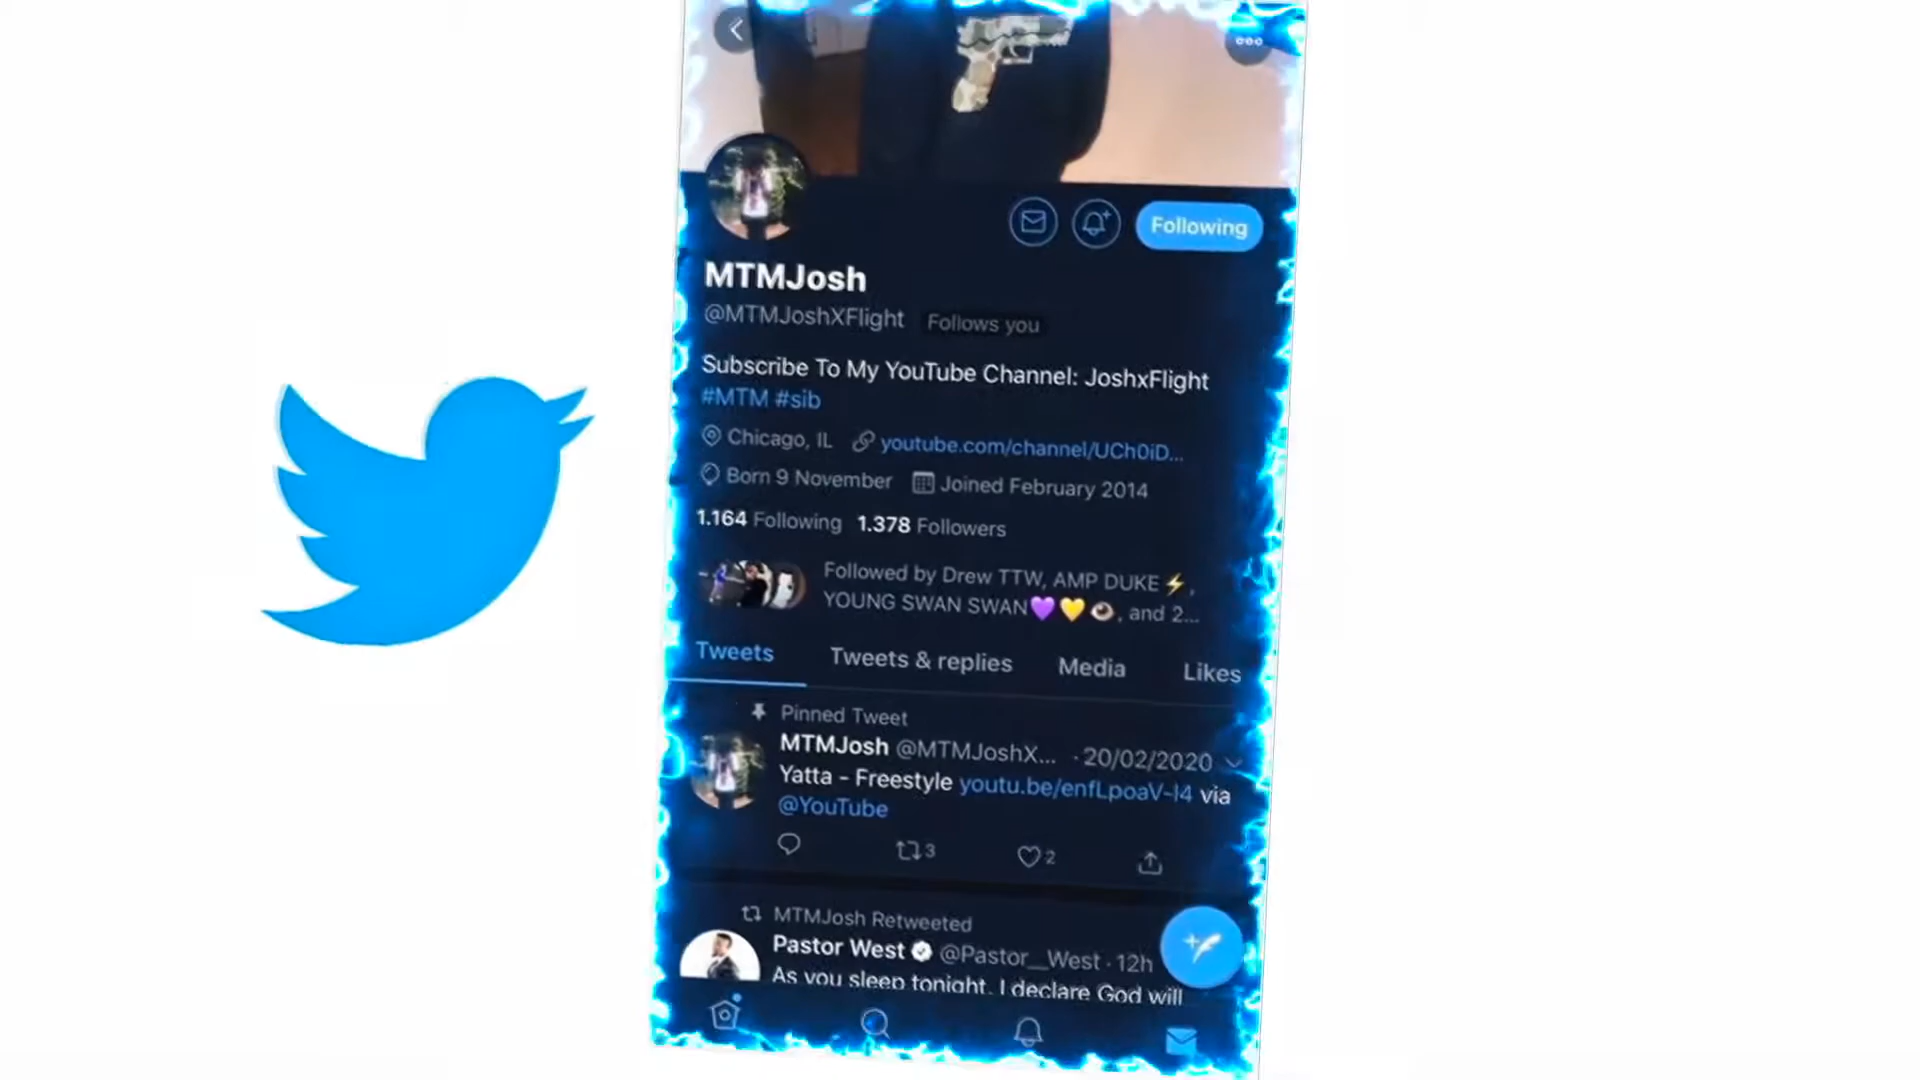 Following
MTMJosh
@MTMJoshXFlight Follows you
Subscribe To My YouTube Channel: JoshxFlight
#MTM #sib
Chicago, IL youtube.com/channel/UCh0iD...
Born 9 November Joined February 2014
1.164 Following 1.378 Followers
Followed by Drew TTW, AMP DUKE⚡,
YOUNG SWAN SWAN💜💛👁, and 2...
Tweets Tweets & replies Media Likes
Pinned Tweet
MTMJosh @MTMJoshX... · 20/02/2020
Yatta - Freestyle youtu.be/enfLpoaV-I4 via
@YouTube
3 2
MTMJosh Retweeted
Pastor West @Pastor__West · 12h
As you sleep tonight, I declare God will